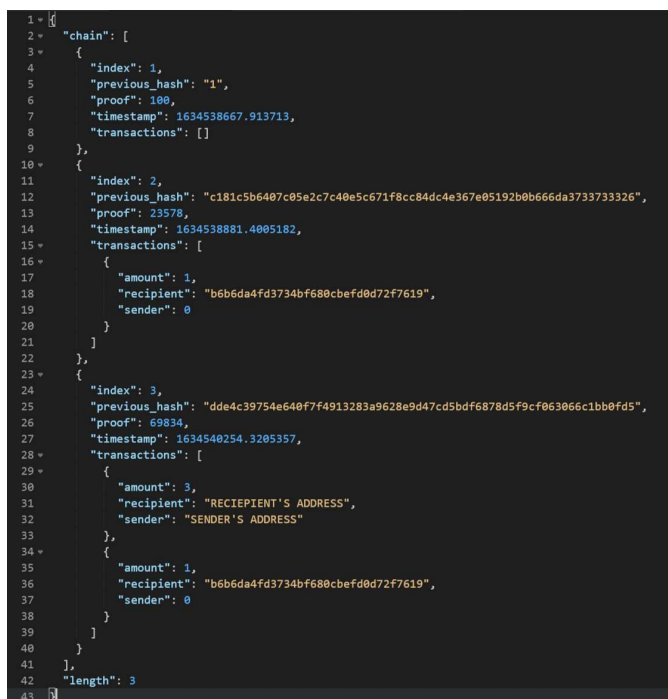 1 {
2 "chain": [
3 {
4 "index": 1,
5 "previous_hash": "1",
6 "proof": 100,
7 "timestamp": 1634538667.913713,
8 "transactions": []
9 },
10 {
11 "index": 2,
12 "previous_hash": "c181c5b6407c05e2c7c40e5c671f8cc84dc4e367e05192b0b666da3733733326",
13 "proof": 23578,
14 "timestamp": 1634538881.4005182,
15 "transactions": [
16 {
17 "amount": 1,
18 "recipient": "b6b6da4fd3734bf680cbefd0d72f7619",
19 "sender": 0
20 }
21 ]
22 },
23 {
24 "index": 3,
25 "previous_hash": "dde4c39754e640f7f4913283a9628e9d47cd5bdf6878d5f9cf063066c1bb0fd5",
26 "proof": 69834,
27 "timestamp": 1634540254.3205357,
28 "transactions": [
29 {
30 "amount": 3,
31 "recipient": "RECIEPIENT'S ADDRESS",
32 "sender": "SENDER'S ADDRESS"
33 },
34 {
35 "amount": 1,
36 "recipient": "b6b6da4fd3734bf680cbefd0d72f7619",
37 "sender": 0
38 }
39 ]
40 }
41 ],
42 "length": 3
43 }